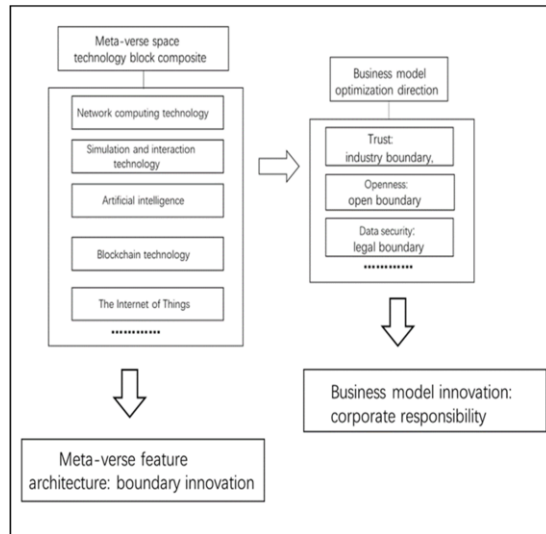 Meta-verse space
technology block composite
Network computing technology
Simulation and interaction
technology
Artificial intelligence
Blockchain technology
The Internet of Things
…………
Meta-verse feature
architecture: boundary innovation
Business model
optimization direction
Trust:
industry boundary,
Openness:
open boundary
Data security:
legal boundary
…………
Business model innovation:
corporate responsibility